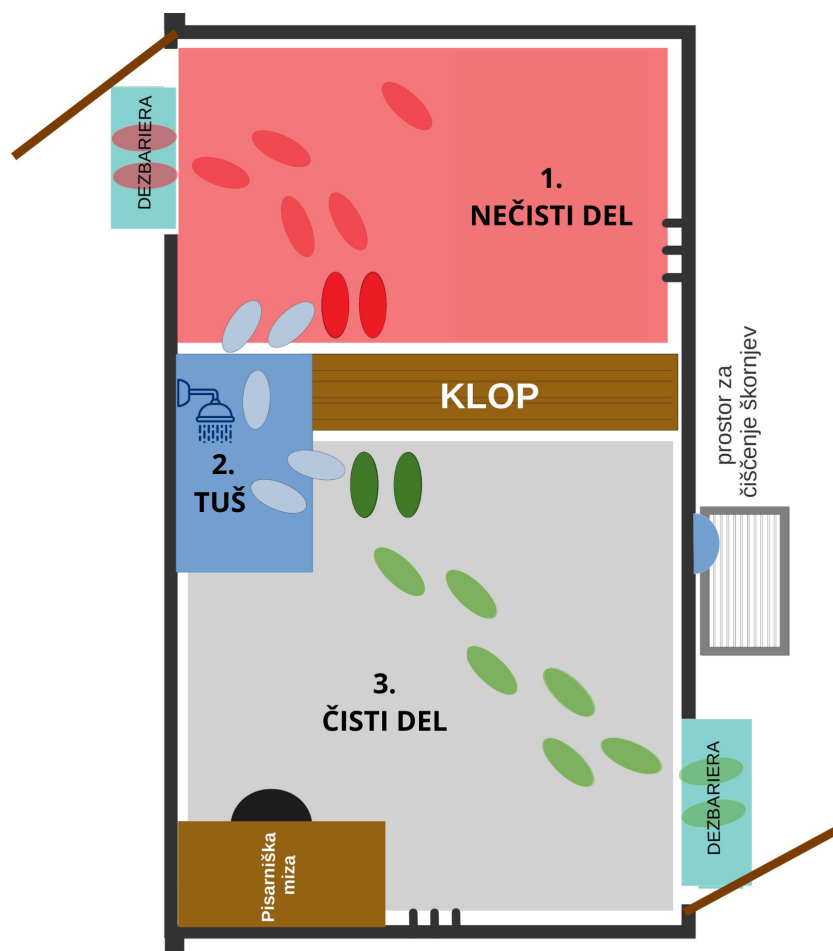 DEZBARIERA
1.
NEČISTI DEL
KLOP
prostor za
čiščenje škornjev
2.
TUŠ
3.
ČISTI DEL
DEZBARIERA
Pisarniška
miza